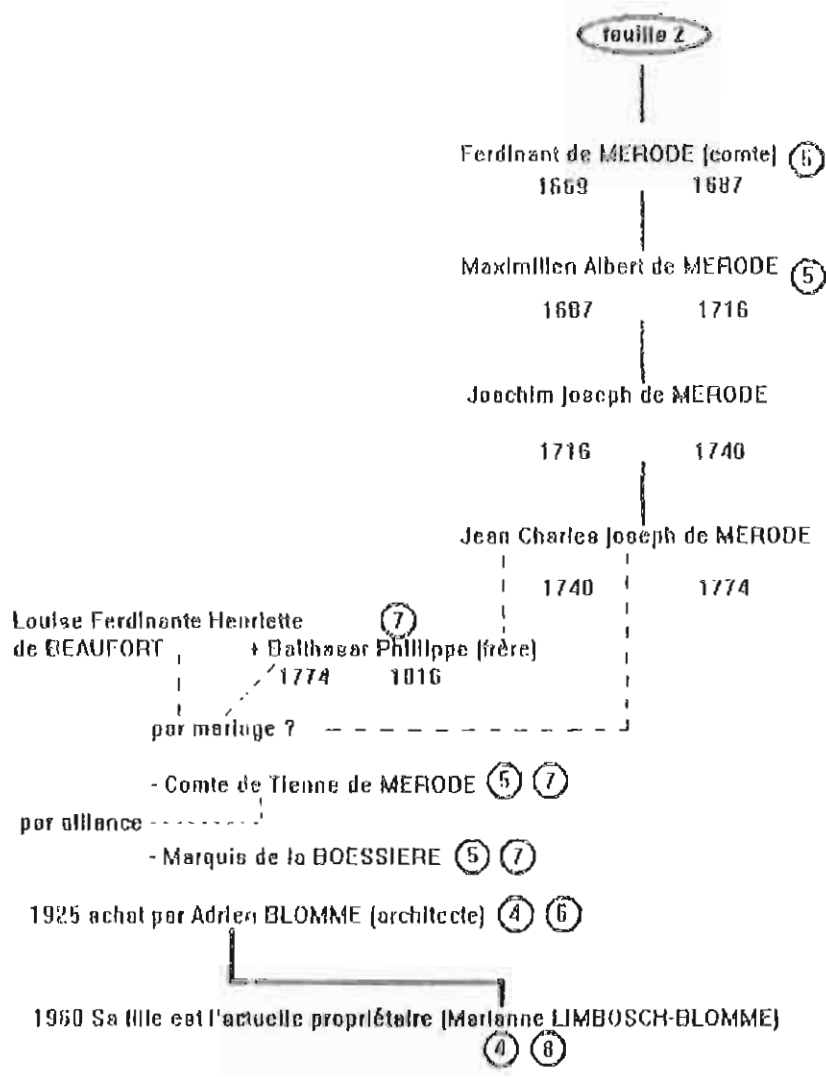 feuille 2
Ferdinant de MERODE (comte) 5
1669 1687
Maximilien Albert de MERODE 5
1687 1716
Joachim Joseph de MERODE
1716 1740
Jean Charles Joseph de MERODE
1740 1774
Louise Ferdinante Henriette 7
de BEAUFORT + Balthasar Phillippe (frère)
1774 1816
par mariage ?
- Comte de Tienne de MERODE 5 7
par alliance
- Marquis de la BOESSIERE 5 7
1925 achat par Adrien BLOMME (architecte) 4 6
1960 Sa fille est l'actuelle propriétaire (Marianne LIMBOSCH-BLOMME)
4 8